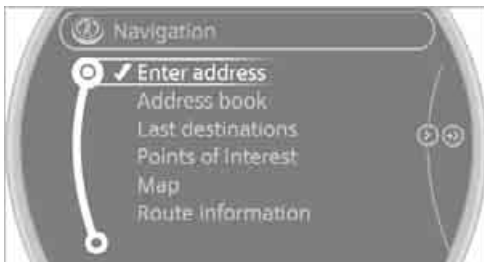 Navigation
Enter address
Address book
Last destinations
Points of Interest
Map
Route information